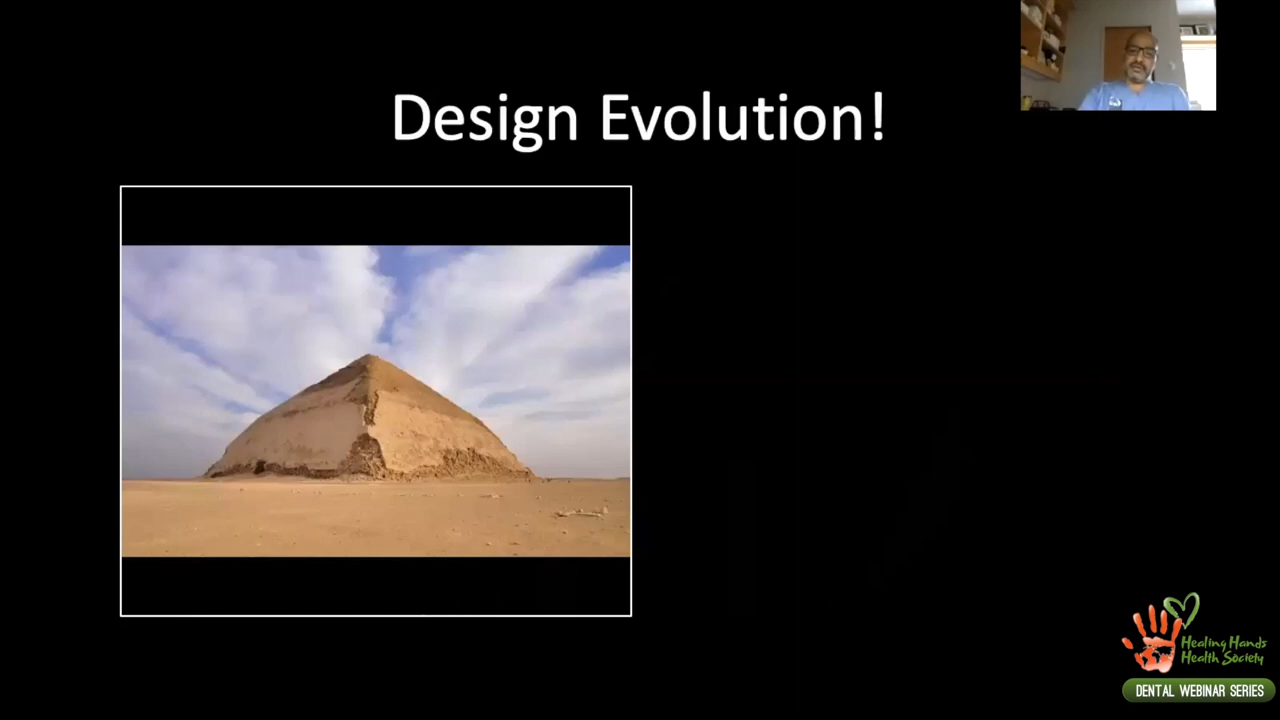 Design Evolution!
Healing Hands
Health Society
DENTAL WEBINAR SERIES